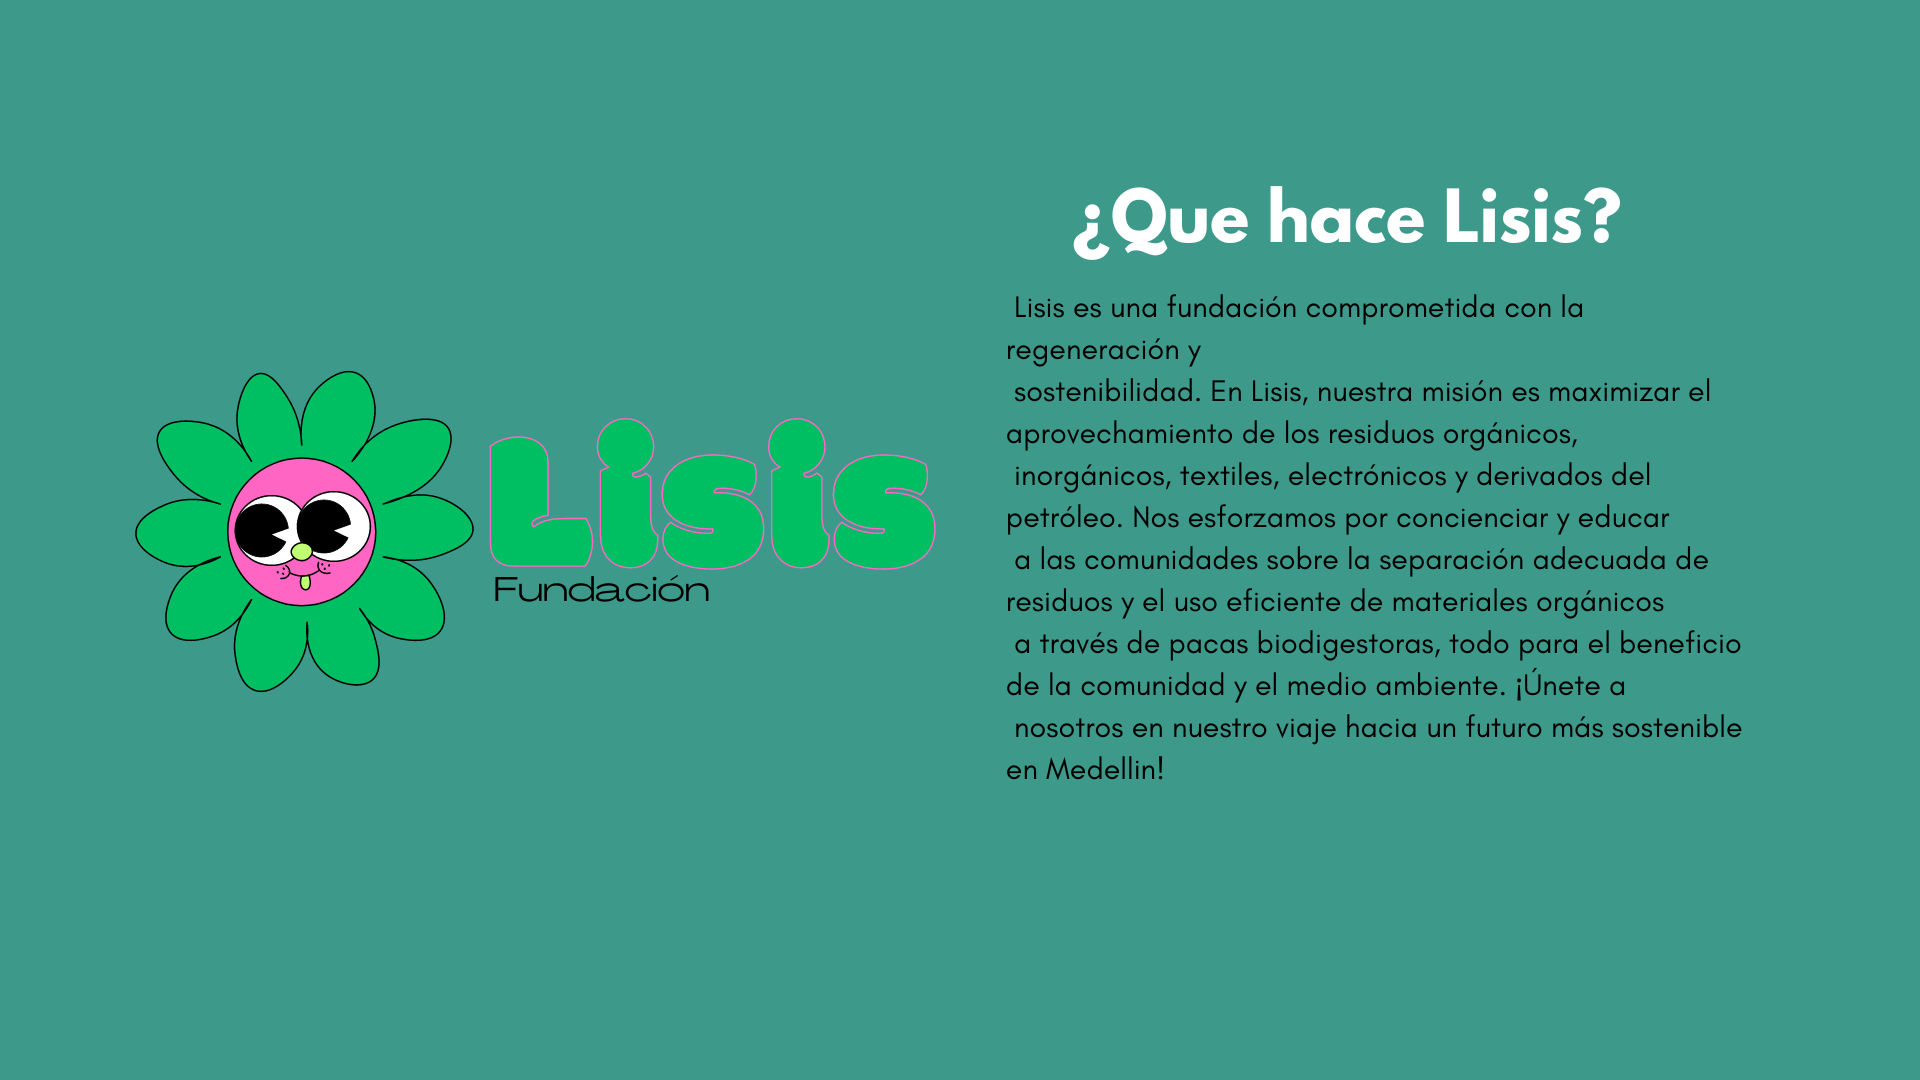 Lisis
Fundación
¿Que hace Lisis?
Lisis es una fundación comprometida con la
regeneración y
sostenibilidad. En Lisis, nuestra misión es maximizar el
aprovechamiento de los residuos orgánicos,
inorgánicos, textiles, electrónicos y derivados del
petróleo. Nos esforzamos por concienciar y educar
a las comunidades sobre la separación adecuada de
residuos y el uso eficiente de materiales orgánicos
a través de pacas biodigestoras, todo para el beneficio
de la comunidad y el medio ambiente. ¡Únete a
nosotros en nuestro viaje hacia un futuro más sostenible
en Medellin!